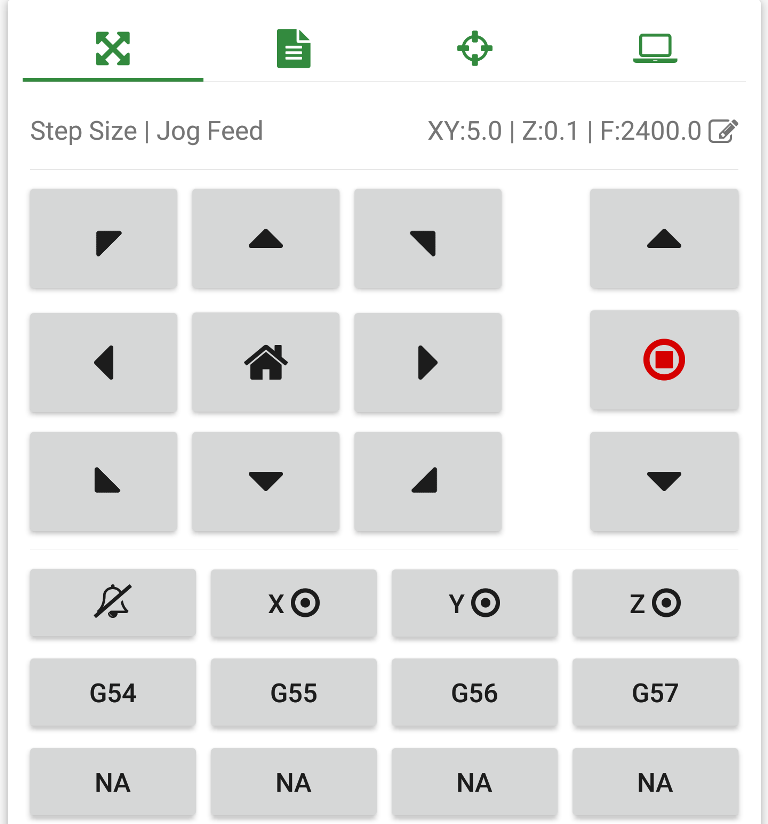 Step Size | Jog Feed XY:5.0 | Z:0.1 | F:2400.0
X Y Z
G54 G55 G56 G57
NA NA NA NA